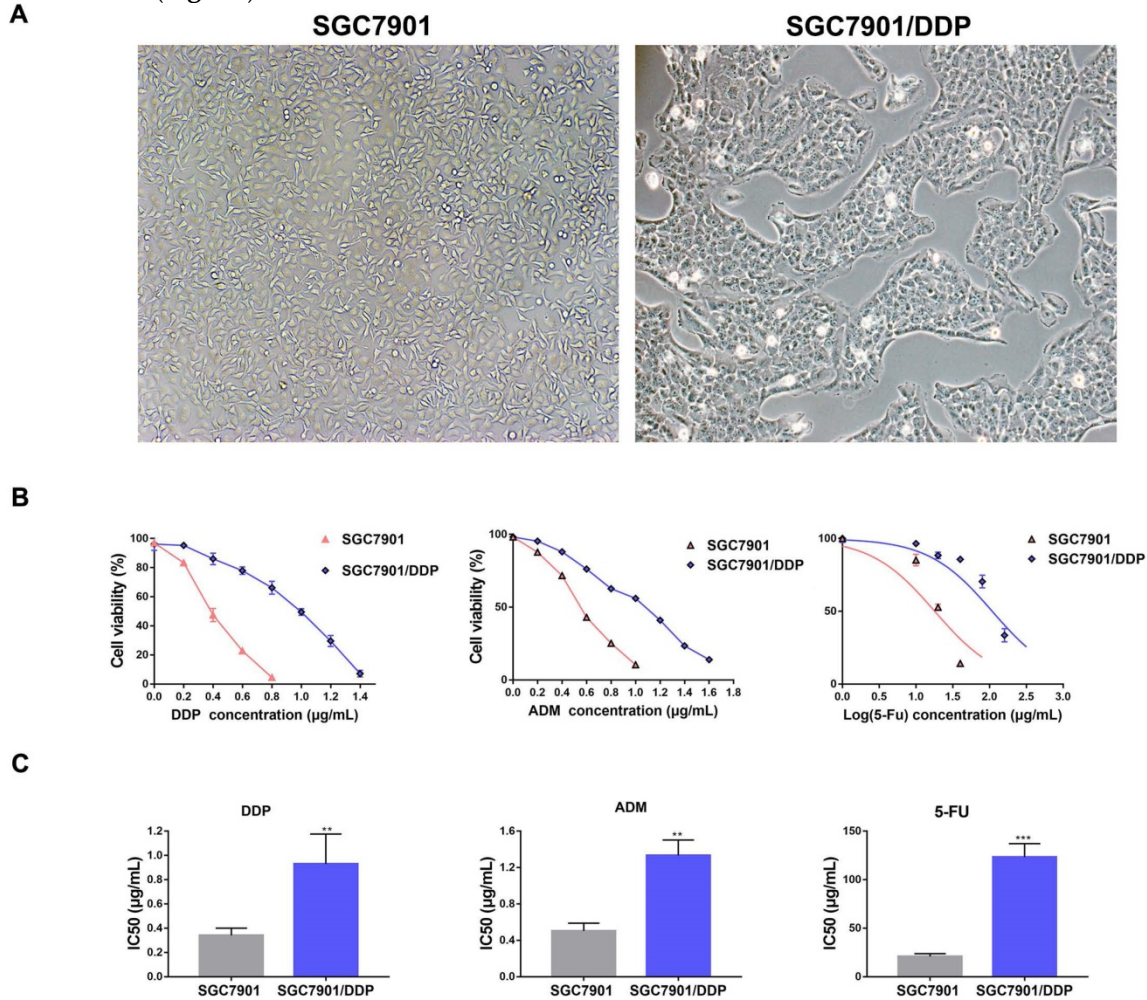 A
SGC7901 SGC7901/DDP
B
100
80
60
40
20
0
Cell viability (%)
0.0 0.2 0.4 0.6 0.8 1.0 1.2 1.4
DDP concentration (μg/mL)
SGC7901
SGC7901/DDP
100
50
0
Cell viability (%)
0.0 0.2 0.4 0.6 0.8 1.0 1.2 1.4 1.6 1.8
ADM concentration (μg/mL)
SGC7901
SGC7901/DDP
100
50
0
0.0 0.5 1.0 1.5 2.0 2.5 3.0
Log(5-Fu) concentration (μg/mL)
SGC7901
SGC7901/DDP
C
DDP
1.2
1.0
0.8
0.6
0.4
0.2
0.0
IC50 (μg/mL)
**
SGC7901 SGC7901/DDP
ADM
1.6
1.2
0.8
0.4
0.0
IC50 (μg/mL)
**
SGC7901 SGC7901/DDP
5-FU
150
100
50
0
IC50 (μg/mL)
***
SGC7901 SGC7901/DDP